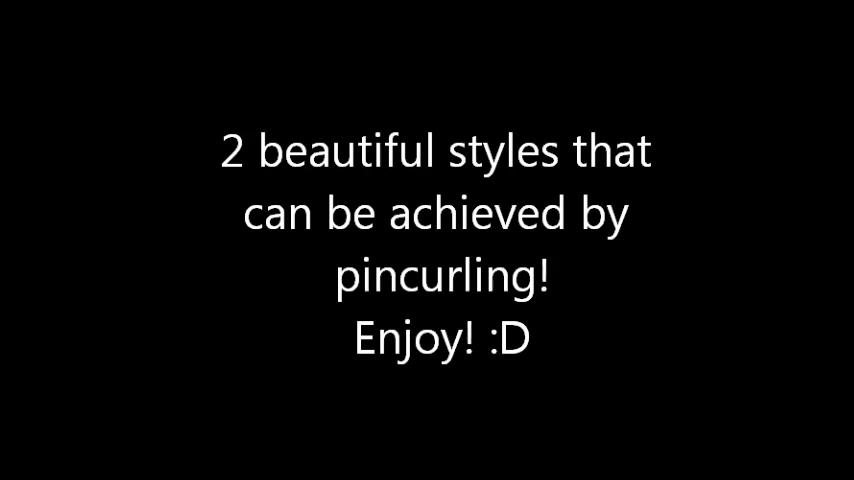 2 beautiful styles that
can be achieved by
pincurling!
Enjoy! :D